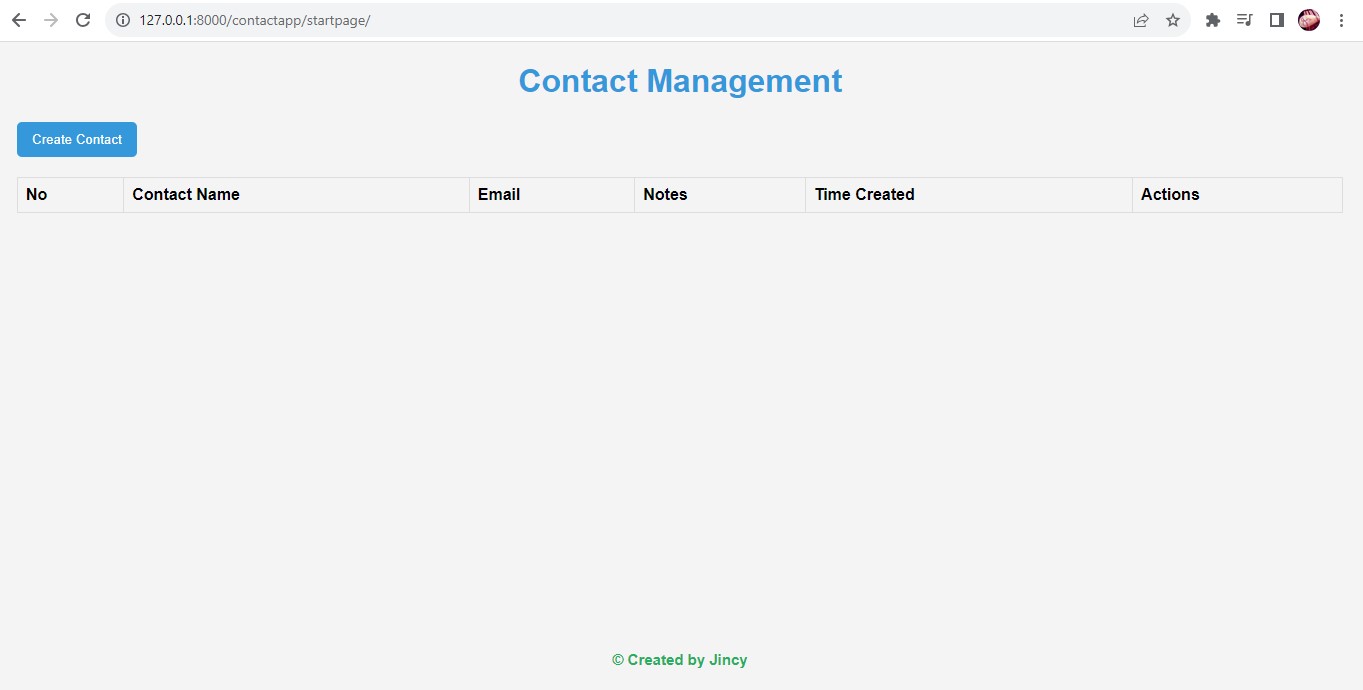 127.0.0.1:8000/contactapp/startpage/
Contact Management
Create Contact
No Contact Name Email Notes Time Created Actions
© Created by Jincy